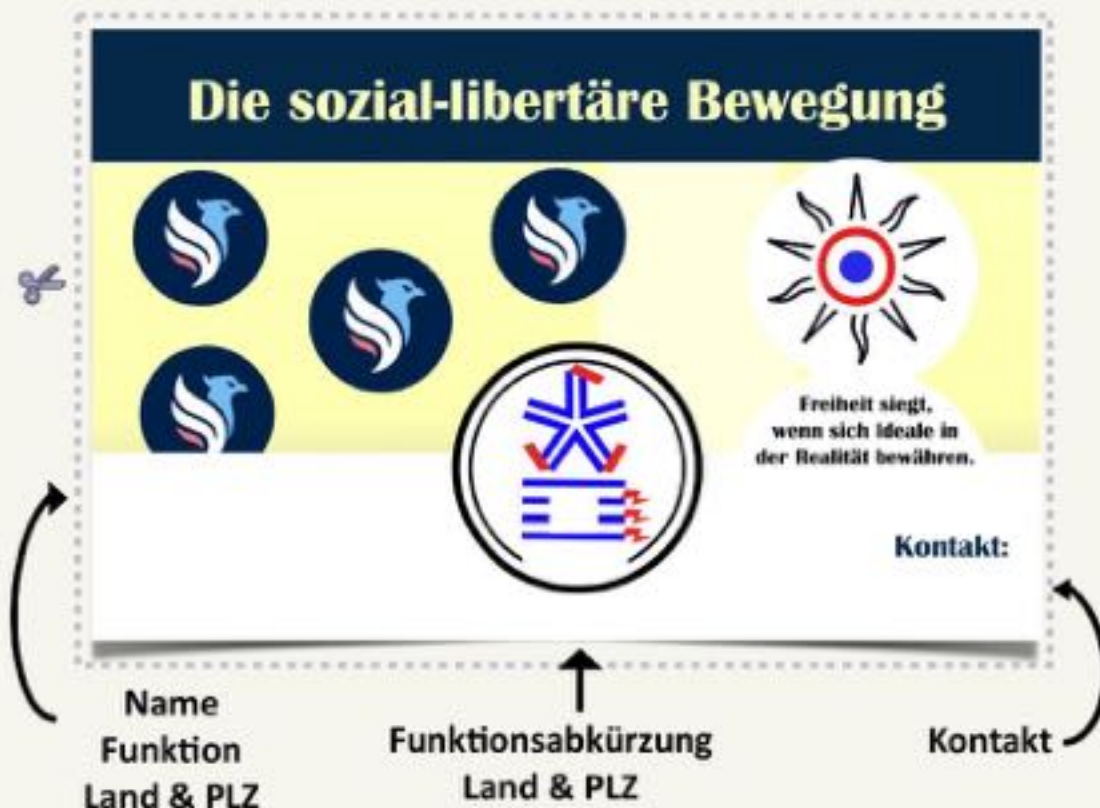 Die sozial-libertäre Bewegung
Freiheit siegt,
wenn sich Ideale in
der Realität bewähren.
Kontakt:
Name
Funktion
Land & PLZ
Funktionsabkürzung
Land & PLZ
Kontakt